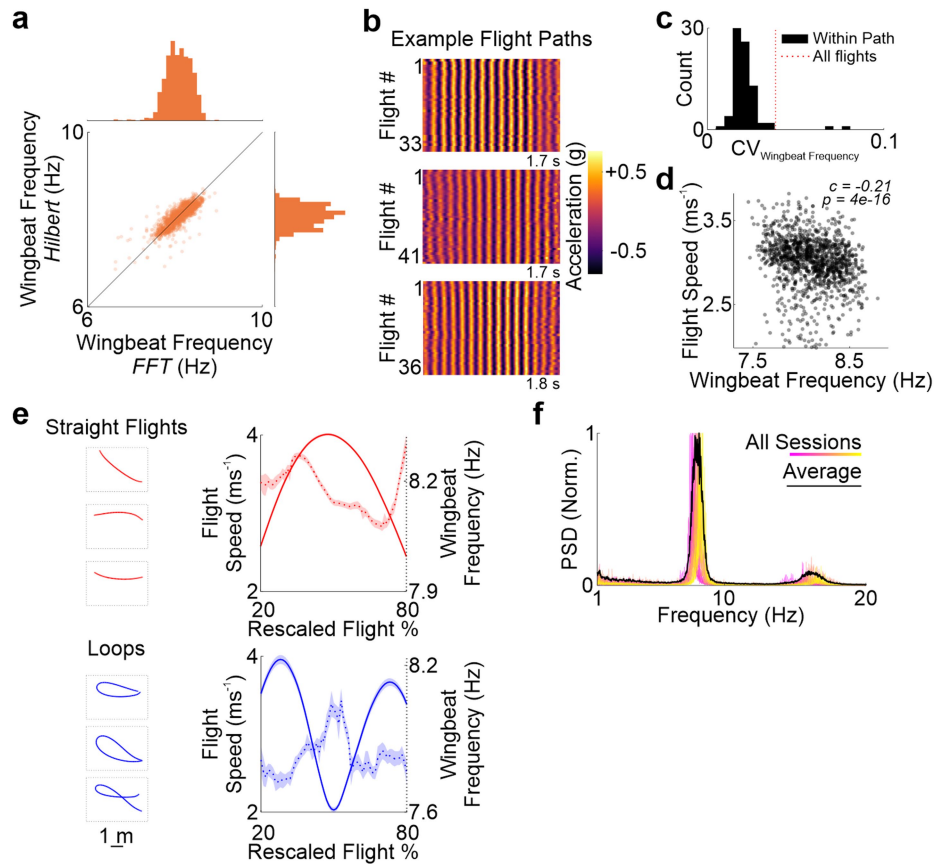 a
Wingbeat Frequency
Hilbert (Hz)
10
6
6
10
Wingbeat Frequency
FFT (Hz)
b
Example Flight Paths
Flight #
1
33
1.7 s
Flight #
1
41
1.7 s
Flight #
1
36
1.8 s
Acceleration (g)
+0.5
-0.5
c
Count
30
0
0
0.1
CV Wingbeat Frequency
Within Path
All flights
d
c = -0.21
p = 4e-16
Flight Speed (ms-1)
3.5
2.5
7.5
8.5
Wingbeat Frequency (Hz)
e
Straight Flights
Flight
Speed (ms-1)
4
2
20
80
Rescaled Flight %
8.2
7.9
Wingbeat
Frequency (Hz)
Loops
1 m
Flight
Speed (ms-1)
4
2
20
80
Rescaled Flight %
8.2
7.6
Wingbeat
Frequency (Hz)
f
PSD (Norm.)
1
0
1
10
20
Frequency (Hz)
All Sessions
Average